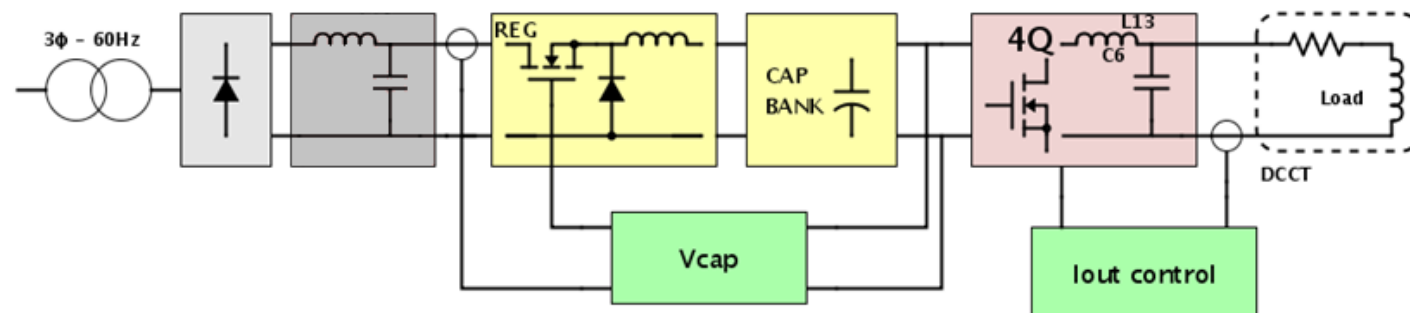 3ϕ – 60Hz
REG
CAP
BANK
4Q
L13
C6
Load
DCCT
Vcap
Iout control